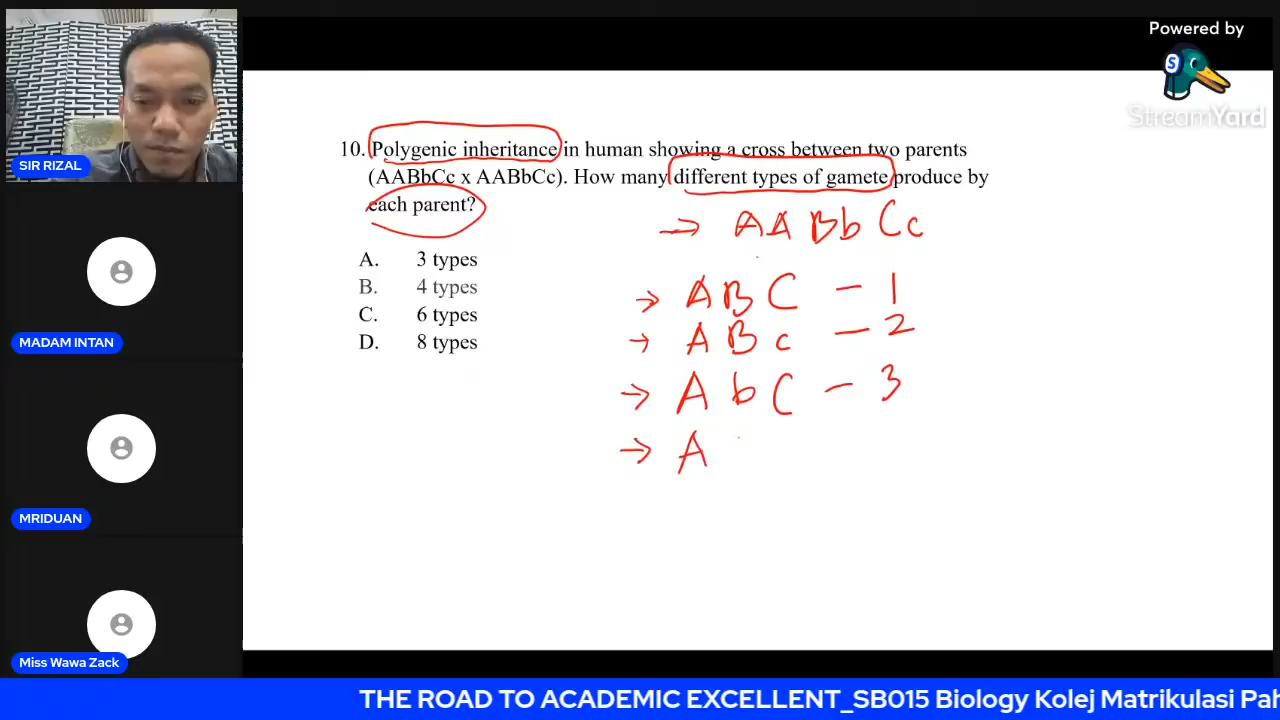 Powered by
StreamYard
SIR RIZAL
MADAM INTAN
MRIDUAN
Miss Wawa Zack
10. Polygenic inheritance in human showing a cross between two parents
(AABbCc x AABbCc). How many different types of gamete produce by
each parent?
→ AABbCc
A. 3 types
B. 4 types
C. 6 types
D. 8 types
→ ABC - 1
→ ABc - 2
→ AbC - 3
→ A
THE ROAD TO ACADEMIC EXCELLENT_SB015 Biology Kolej Matrikulasi Pah